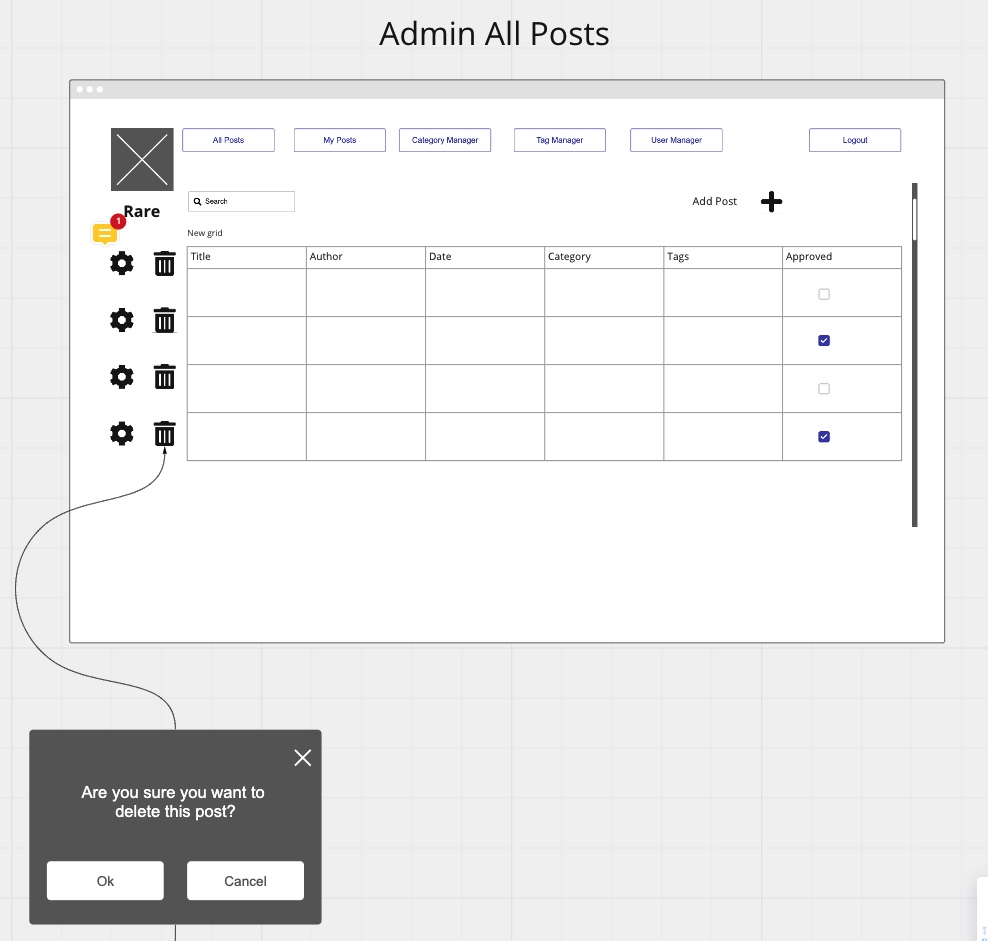 Admin All Posts
All Posts
My Posts
Category Manager
Tag Manager
User Manager
Logout
Rare
1
Search
Add Post
New grid
Title
Author
Date
Category
Tags
Approved
Are you sure you want to
delete this post?
Ok
Cancel